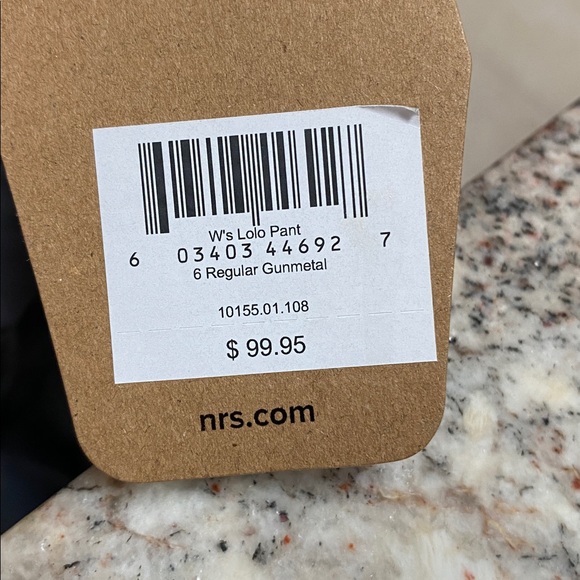 W's Lolo Pant
6 03403 44692 7
6 Regular Gunmetal
10155.01.108
$ 99.95
nrs.com